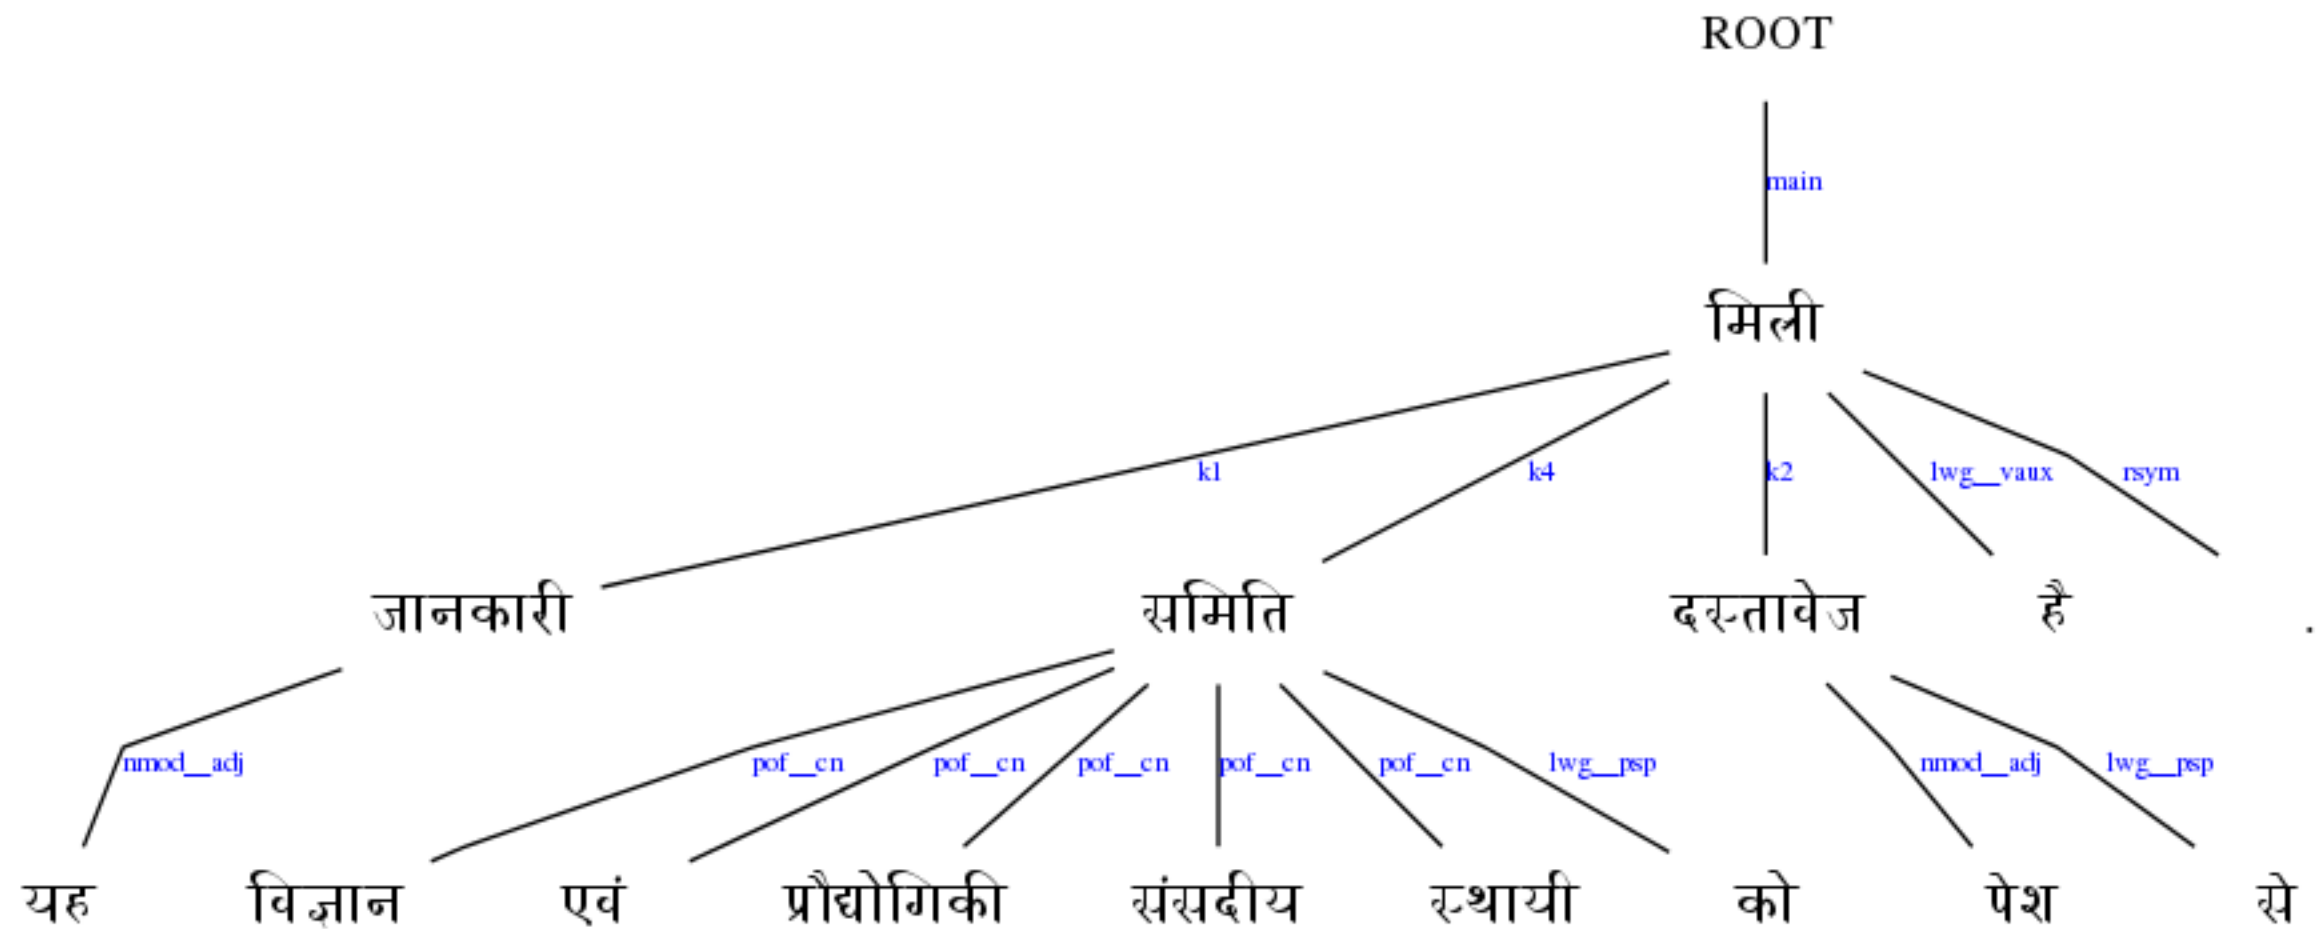 ROOT
main
मिली
k1 k4 k2 lwg__vaux rsym
जानकारी समिति दस्तावेज है .
nmod__adj pof__cn pof__cn pof__cn pof__cn pof__cn lwg__psp nmod__adj lwg__psp
यह विज्ञान एवं प्रौद्योगिकी संसदीय स्थायी को पेश से